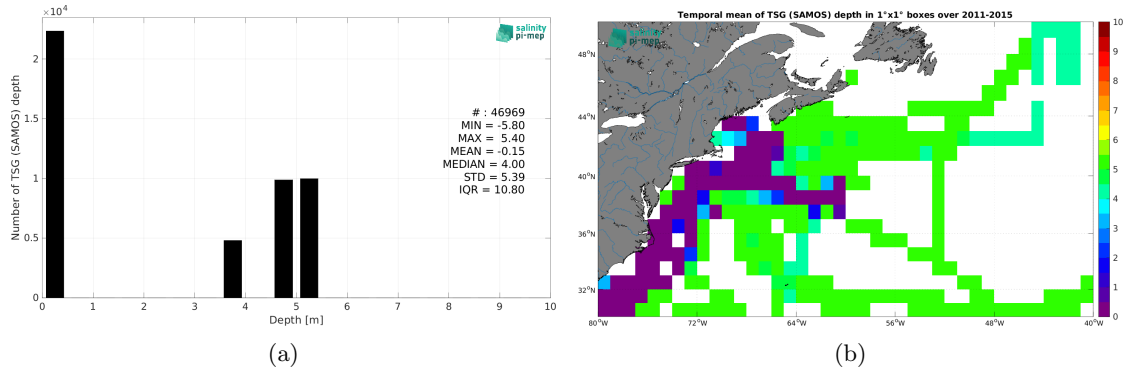 ×10⁴
2
1.5
1
0.5
0
Number of TSG (SAMOS) depth
salinity
pi-mep
# : 46969
MIN = -5.80
MAX = 5.40
MEAN = -0.15
MEDIAN = 4.00
STD = 5.39
IQR = 10.80
0 1 2 3 4 5 6 7 8 9 10
Depth [m]
(a)
Temporal mean of TSG (SAMOS) depth in 1°x1° boxes over 2011-2015
48°N
44°N
40°N
36°N
32°N
80°W 72°W 64°W 56°W 48°W 40°W
10
9
8
7
6
5
4
3
2
1
0
(b)